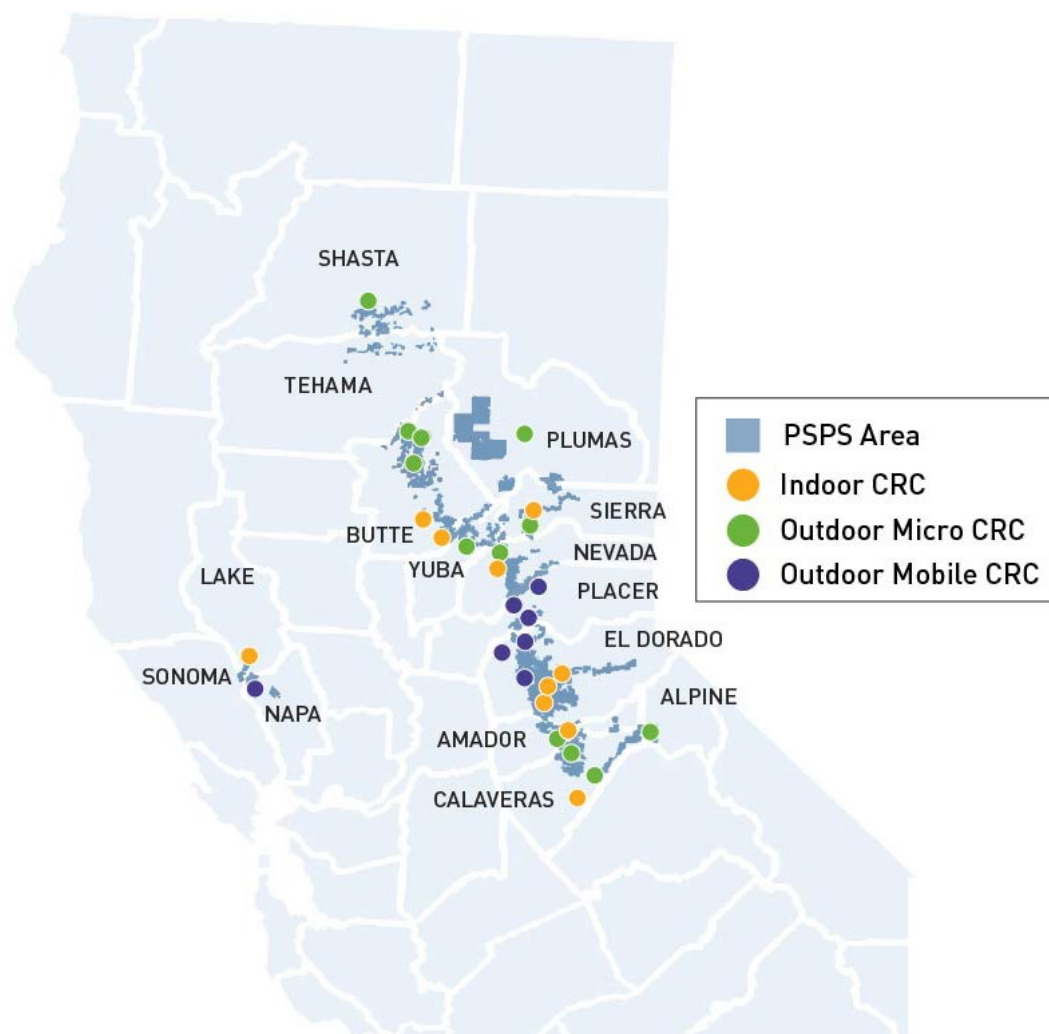 SHASTA
TEHAMA
PLUMAS
SIERRA
BUTTE
NEVADA
YUBA
LAKE
PLACER
EL DORADO
SONOMA
ALPINE
NAPA
AMADOR
CALAVERAS
PSPS Area
Indoor CRC
Outdoor Micro CRC
Outdoor Mobile CRC